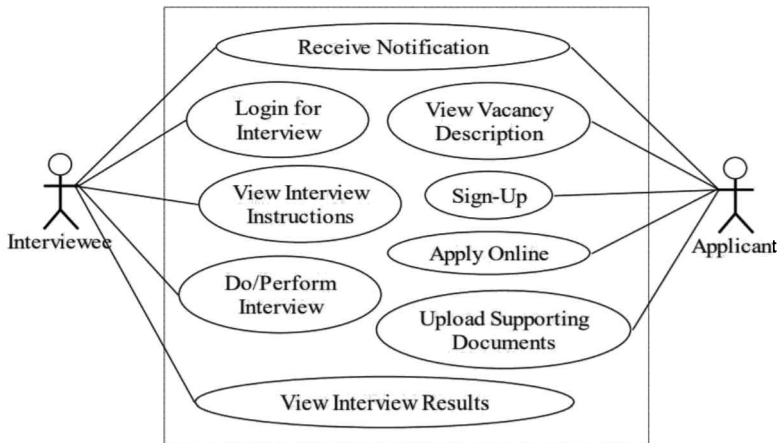 Receive Notification
Login for
Interview
View Vacancy
Description
View Interview
Instructions
Sign-Up
Interviewee
Applicant
Apply Online
Do/Perform
Interview
Upload Supporting
Documents
View Interview Results